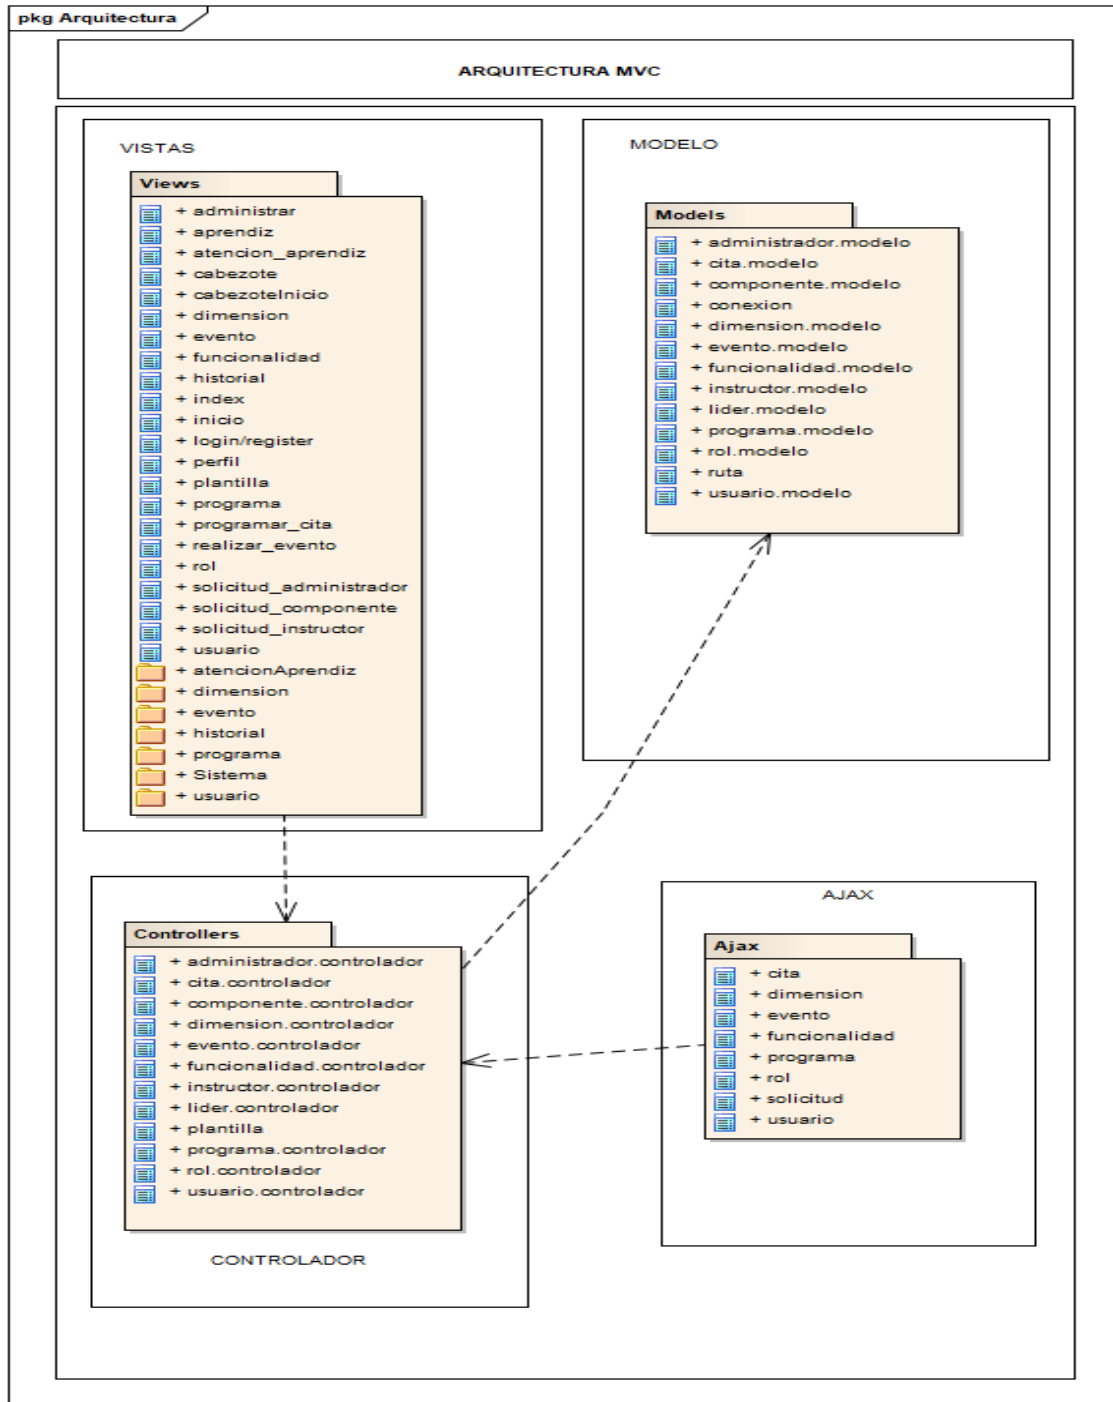 pkg Arquitectura
ARQUITECTURA MVC
VISTAS
Views
+ administrar
+ aprendiz
+ atencion_aprendiz
+ cabezote
+ cabezoteInicio
+ dimension
+ evento
+ funcionalidad
+ historial
+ index
+ inicio
+ login/register
+ perfil
+ plantilla
+ programa
+ programar_cita
+ realizar_evento
+ rol
+ solicitud_administrador
+ solicitud_componente
+ solicitud_instructor
+ usuario
+ atencionAprendiz
+ dimension
+ evento
+ historial
+ programa
+ Sistema
+ usuario
MODELO
Models
+ administrador.modelo
+ cita.modelo
+ componente.modelo
+ conexion
+ dimension.modelo
+ evento.modelo
+ funcionalidad.modelo
+ instructor.modelo
+ lider.modelo
+ programa.modelo
+ rol.modelo
+ ruta
+ usuario.modelo
Controllers
+ administrador.controlador
+ cita.controlador
+ componente.controlador
+ dimension.controlador
+ evento.controlador
+ funcionalidad.controlador
+ instructor.controlador
+ lider.controlador
+ plantilla
+ programa.controlador
+ rol.controlador
+ usuario.controlador
CONTROLADOR
AJAX
Ajax
+ cita
+ dimension
+ evento
+ funcionalidad
+ programa
+ rol
+ solicitud
+ usuario